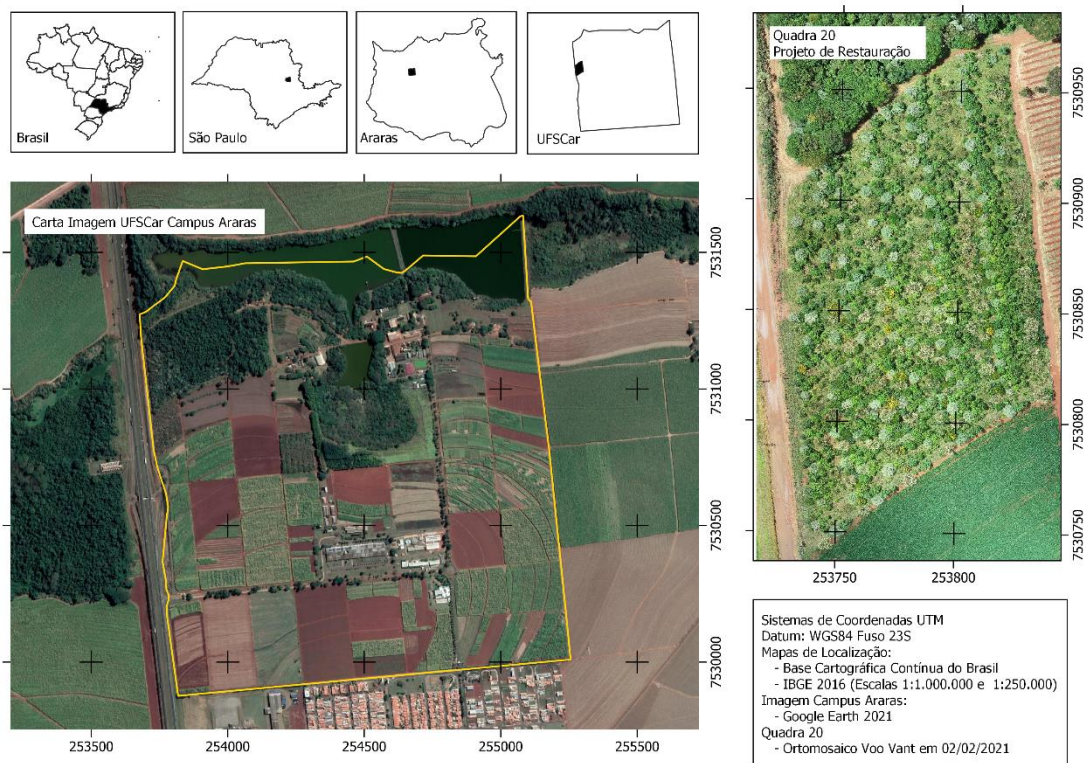 Brasil
São Paulo
Araras
UFSCar
Quadra 20
Projeto de Restauração
7530950
7530900
7530850
7530800
7530750
253750
253800
Carta Imagem UFSCar Campus Araras
7531500
7531000
7530500
7530000
253500
254000
254500
255000
255500
Sistemas de Coordenadas UTM
Datum: WGS84 Fuso 23S
Mapas de Localização:
- Base Cartográfica Contínua do Brasil
- IBGE 2016 (Escalas 1:1.000.000 e 1:250.000)
Imagem Campus Araras:
- Google Earth 2021
Quadra 20
- Ortomosaico Voo Vant em 02/02/2021